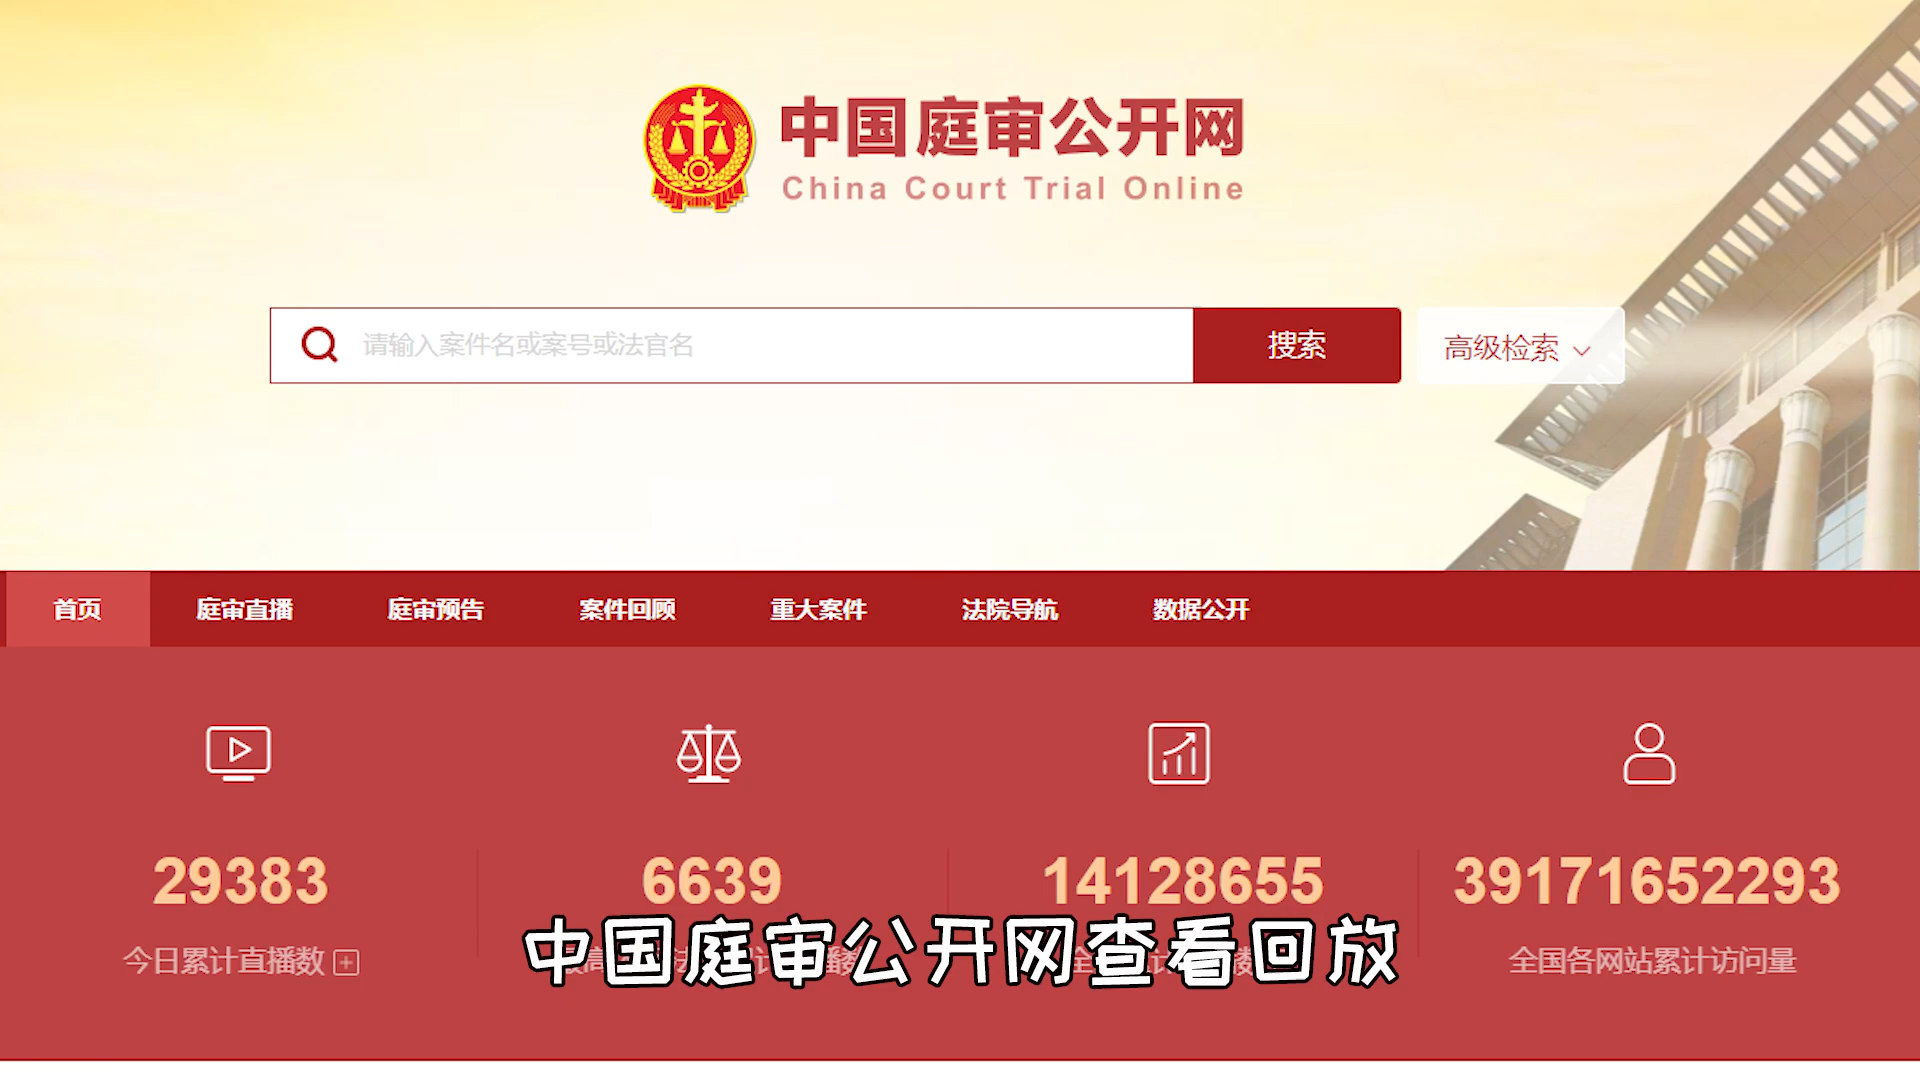 中国庭审公开网
China Court Trial Online
请输入案件名或案号或法官名
搜索
高级检索
首页
庭审直播
庭审预告
案件回顾
重大案件
法院导航
数据公开
29383
6639
14128655
39171652293
今日累计直播数
全国各网站累计访问量
中国庭审公开网查看回放